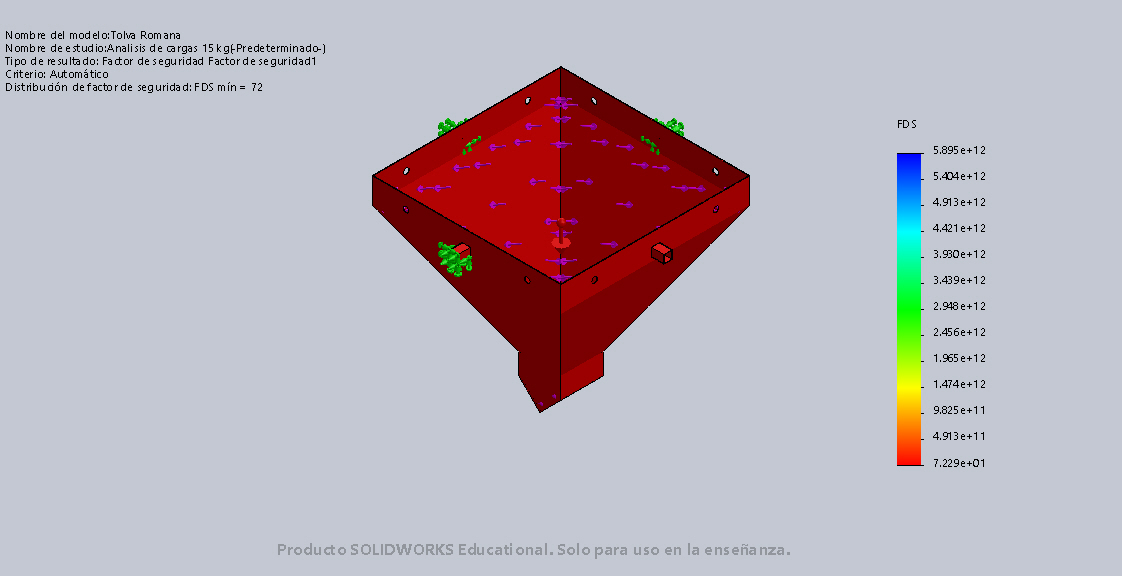 Nombre del modelo:Tolva Romana
Nombre de estudio:Analisis de cargas 15 kg(-Predeterminado-)
Tipo de resultado: Factor de seguridad Factor de seguridad1
Criterio: Automático
Distribución de factor de seguridad: FDS mín = 72
FDS
5.895e+12
5.404e+12
4.913e+12
4.421e+12
3.930e+12
3.439e+12
2.948e+12
2.456e+12
1.965e+12
1.474e+12
9.825e+11
4.913e+11
7.229e+01
Producto SOLIDWORKS Educational. Solo para uso en la enseñanza.